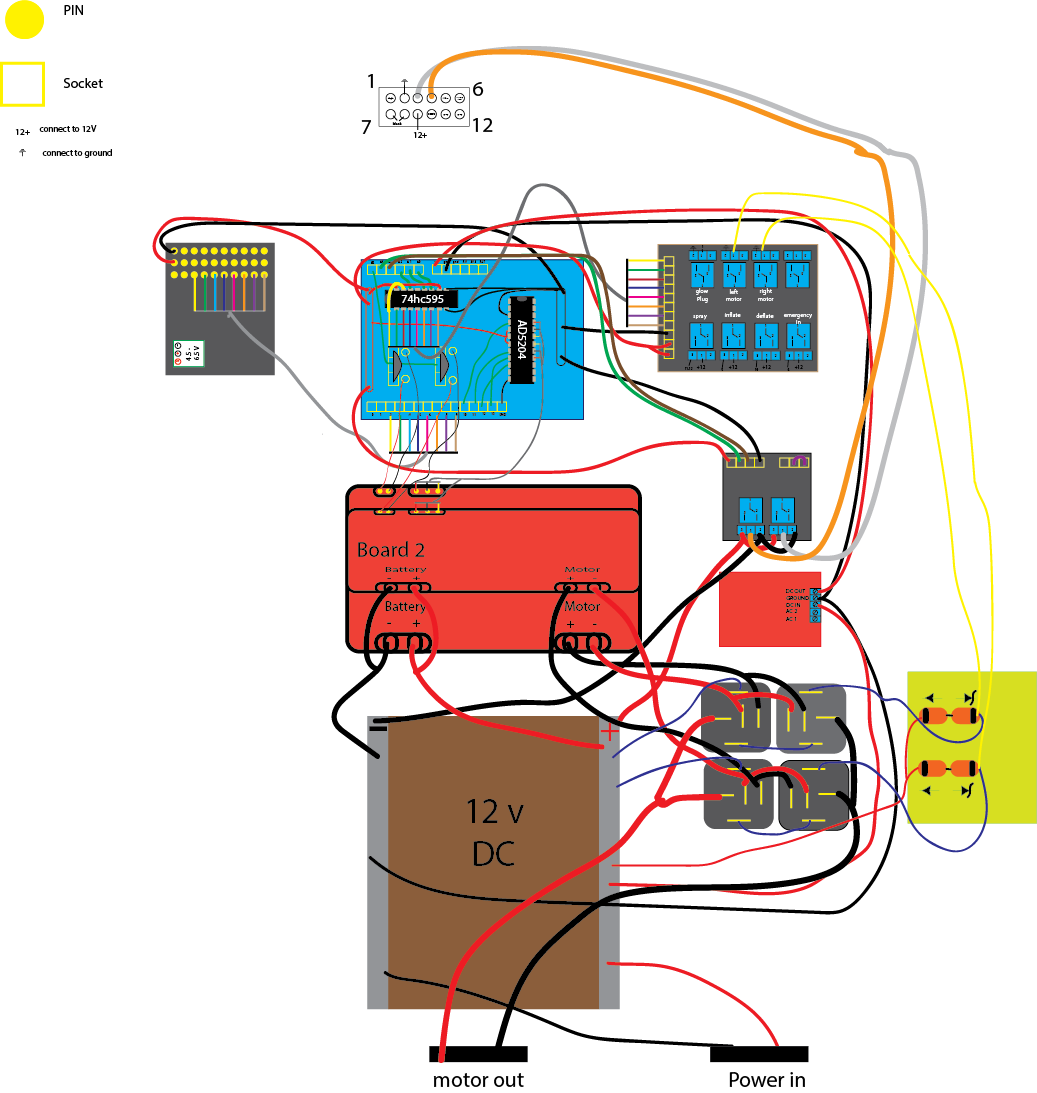 PIN
Socket
12+ connect to 12V
connect to ground
1
6
7
12
black
12+
74hc595
AD5204
4.5 -
6.5V
glow
Plug
left
motor
right
motor
spray
inflate
deflate
emergency
in
+12
+12
+12
+12
Board 2
Battery
- +
Motor
+ -
Battery
- +
Motor
+ -
DC OUT
GROUND
DC IN
AC 2
AC 1
- +
12 v
DC
motor out
Power in